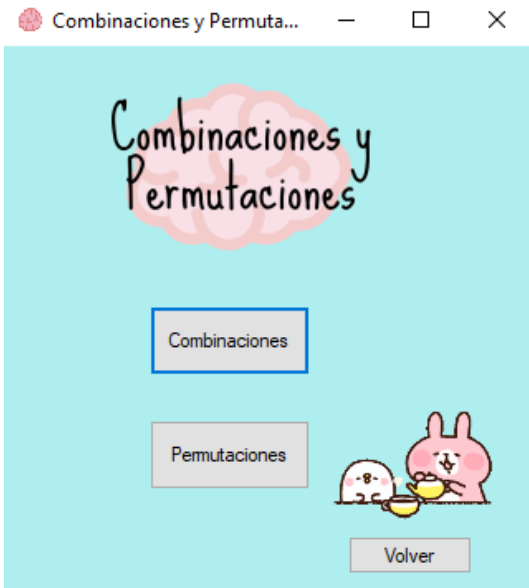 Combinaciones y Permuta...
Combinaciones y
Permutaciones
Combinaciones
Permutaciones
Volver